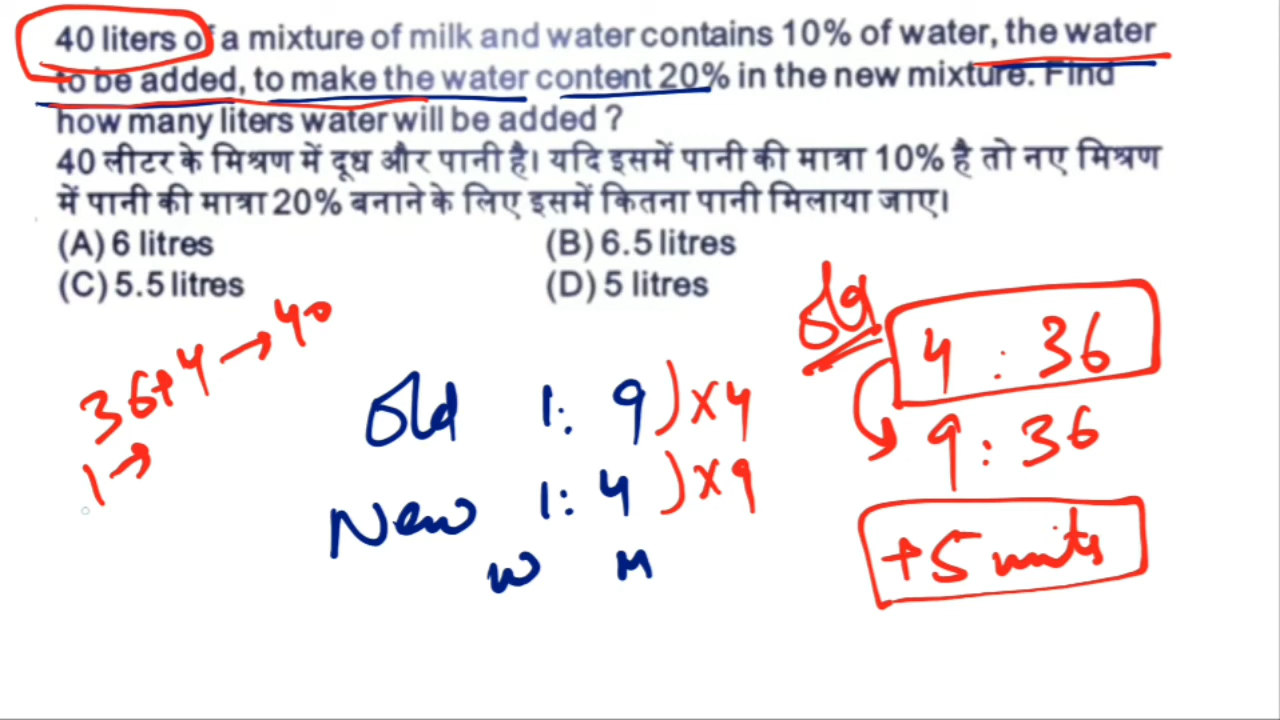 40 liters of a mixture of milk and water contains 10% of water, the water
to be added, to make the water content 20% in the new mixture. Find
how many liters water will be added ?
40 लीटर के मिश्रण में दूध और पानी है। यदि इसमें पानी की मात्रा 10% है तो नए मिश्रण
में पानी की मात्रा 20% बनाने के लिए इसमें कितना पानी मिलाया जाए।
(A) 6 litres (B) 6.5 litres
(C) 5.5 litres (D) 5 litres
36+4 → 40
1 →
Old 1 : 9 ) x 4
New 1 : 4 ) x 9
W M
Old 4 : 36
9 : 36
+5 units